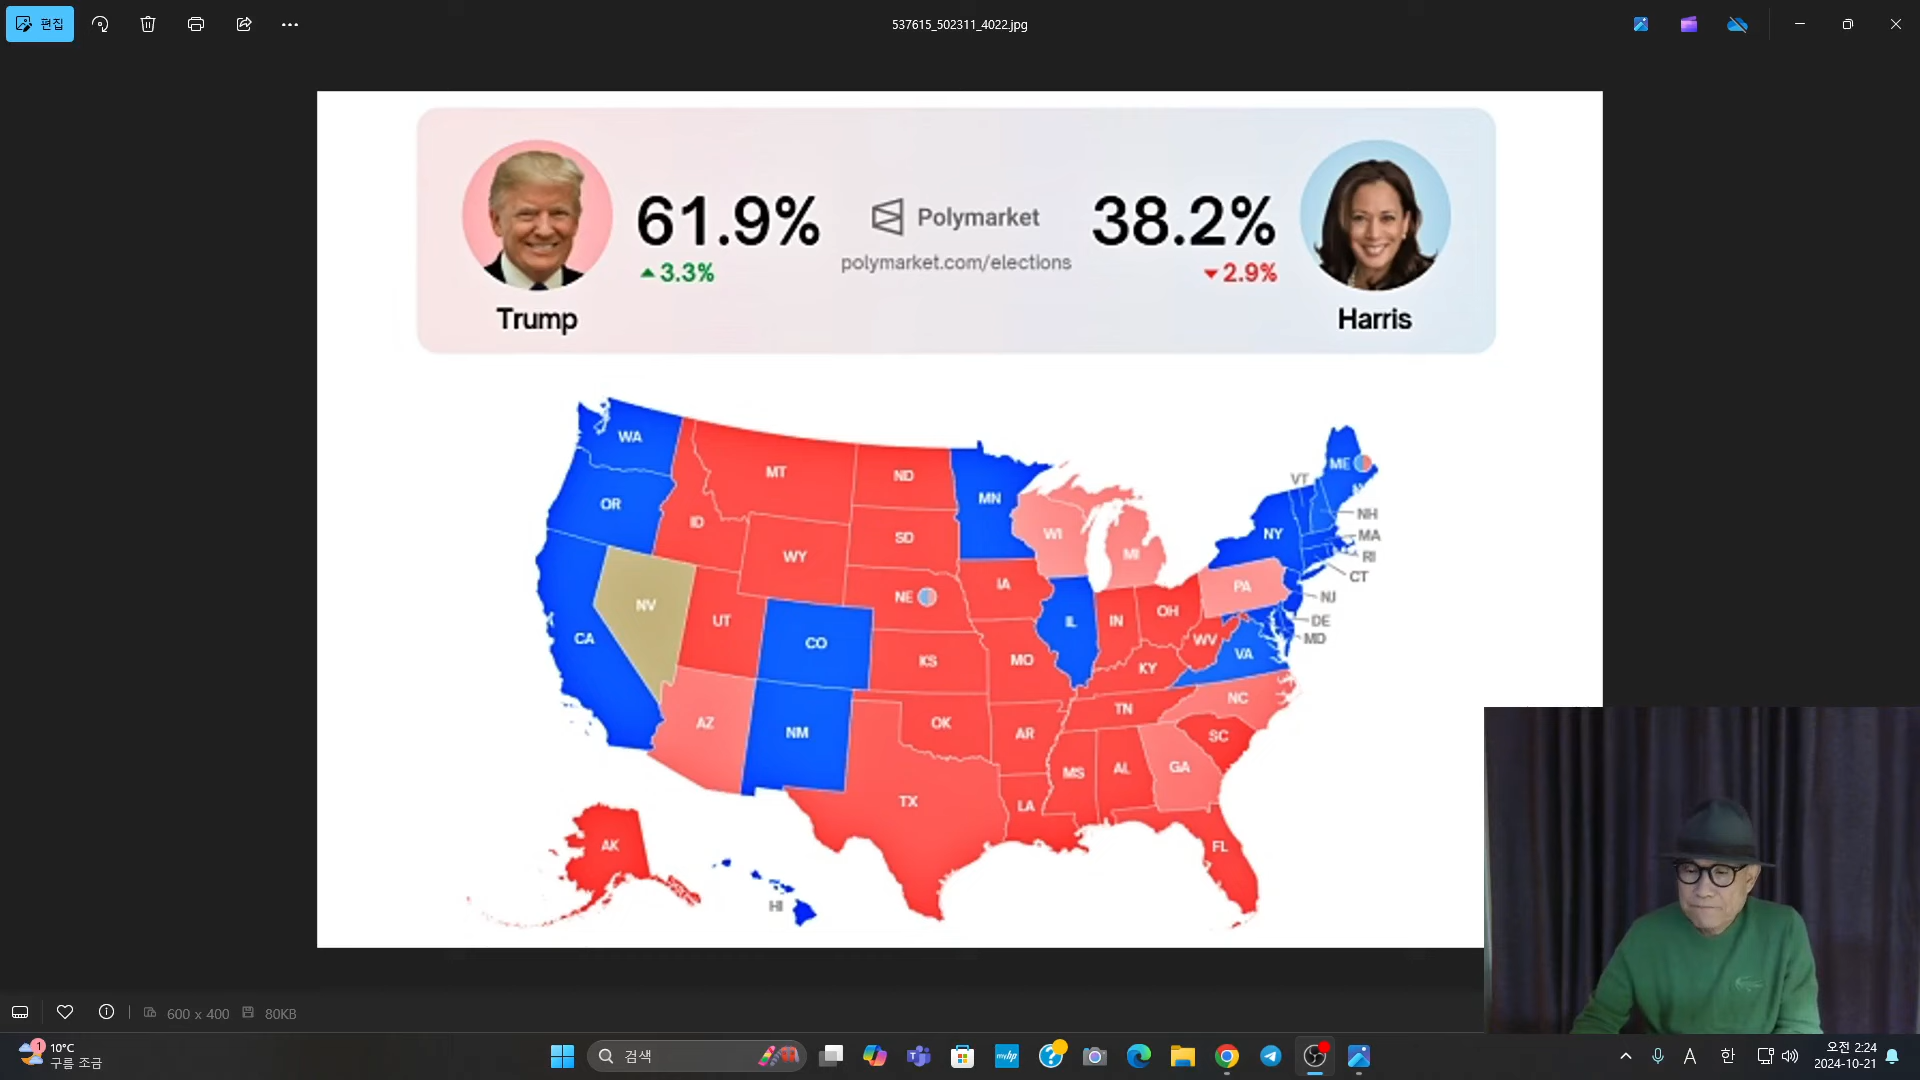 편집
537615_502311_4022.jpg
61.9%
3.3%
Trump
Polymarket
polymarket.com/elections
38.2%
2.9%
Harris
WA
OR
CA
NV
ID
MT
WY
UT
CO
AZ
NM
ND
SD
NE
KS
OK
TX
MN
IA
MO
AR
LA
WI
IL
MI
IN
OH
KY
TN
MS
AL
GA
FL
SC
NC
VA
WV
PA
NY
VT
ME
NH
MA
RI
CT
NJ
DE
MD
AK
HI
600 x 400
80KB
1
10°C
구름 조금
검색
myhp
A
한
오전 2:24
2024-10-21